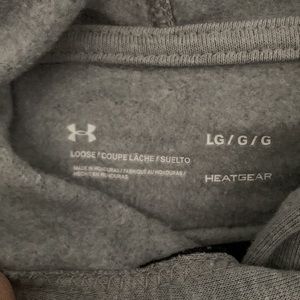 LG / G / G
LOOSE / COUPE LÂCHE / SUELTO
MADE IN HONDURAS / FABRIQUÉ AU HONDURAS /
HECHO EN HONDURAS
HEATGEAR